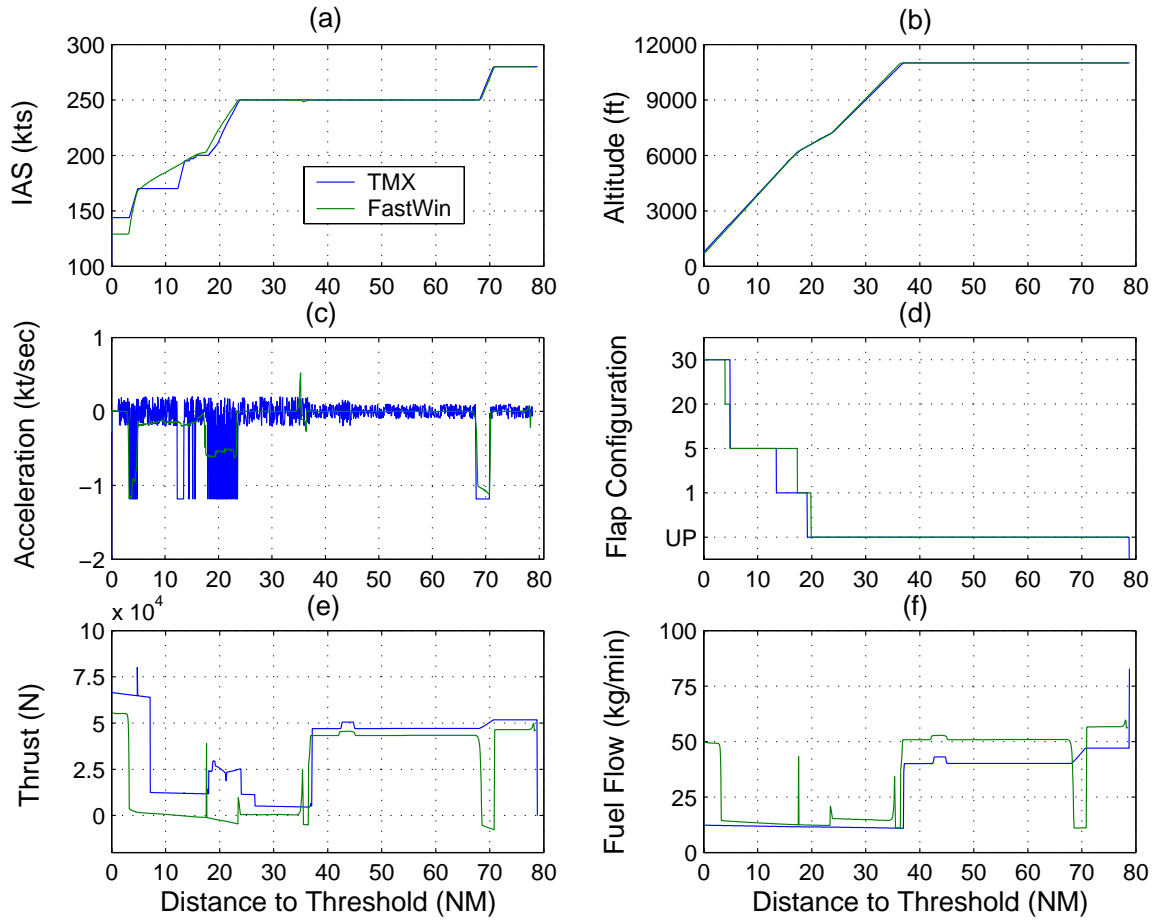 (a)
300
250
200
150
100
IAS (kts)
TMX
FastWin
0 10 20 30 40 50 60 70 80
(b)
12000
9000
6000
3000
0
Altitude (ft)
0 10 20 30 40 50 60 70 80
(c)
1
0
−1
−2
Acceleration (kt/sec)
0 10 20 30 40 50 60 70 80
(d)
30
20
5
1
UP
Flap Configuration
0 10 20 30 40 50 60 70 80
(e)
x 10^4
10
7.5
5
2.5
0
Thrust (N)
0 10 20 30 40 50 60 70 80
Distance to Threshold (NM)
(f)
100
75
50
25
0
Fuel Flow (kg/min)
0 10 20 30 40 50 60 70 80
Distance to Threshold (NM)